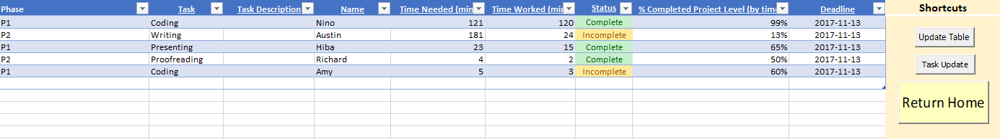 Phase Task Task Description Name Time Needed (min Time Worked (min Status % Completed Project Level (by time Deadline Shortcuts
P1 Coding Nino 121 120 Complete 99% 2017-11-13
P2 Writing Austin 181 24 Incomplete 13% 2017-11-13
P1 Presenting Hiba 23 15 Complete 65% 2017-11-13
P2 Proofreading Richard 4 2 Complete 50% 2017-11-13
P1 Coding Amy 5 3 Incomplete 60% 2017-11-13
Update Table
Task Update
Return Home